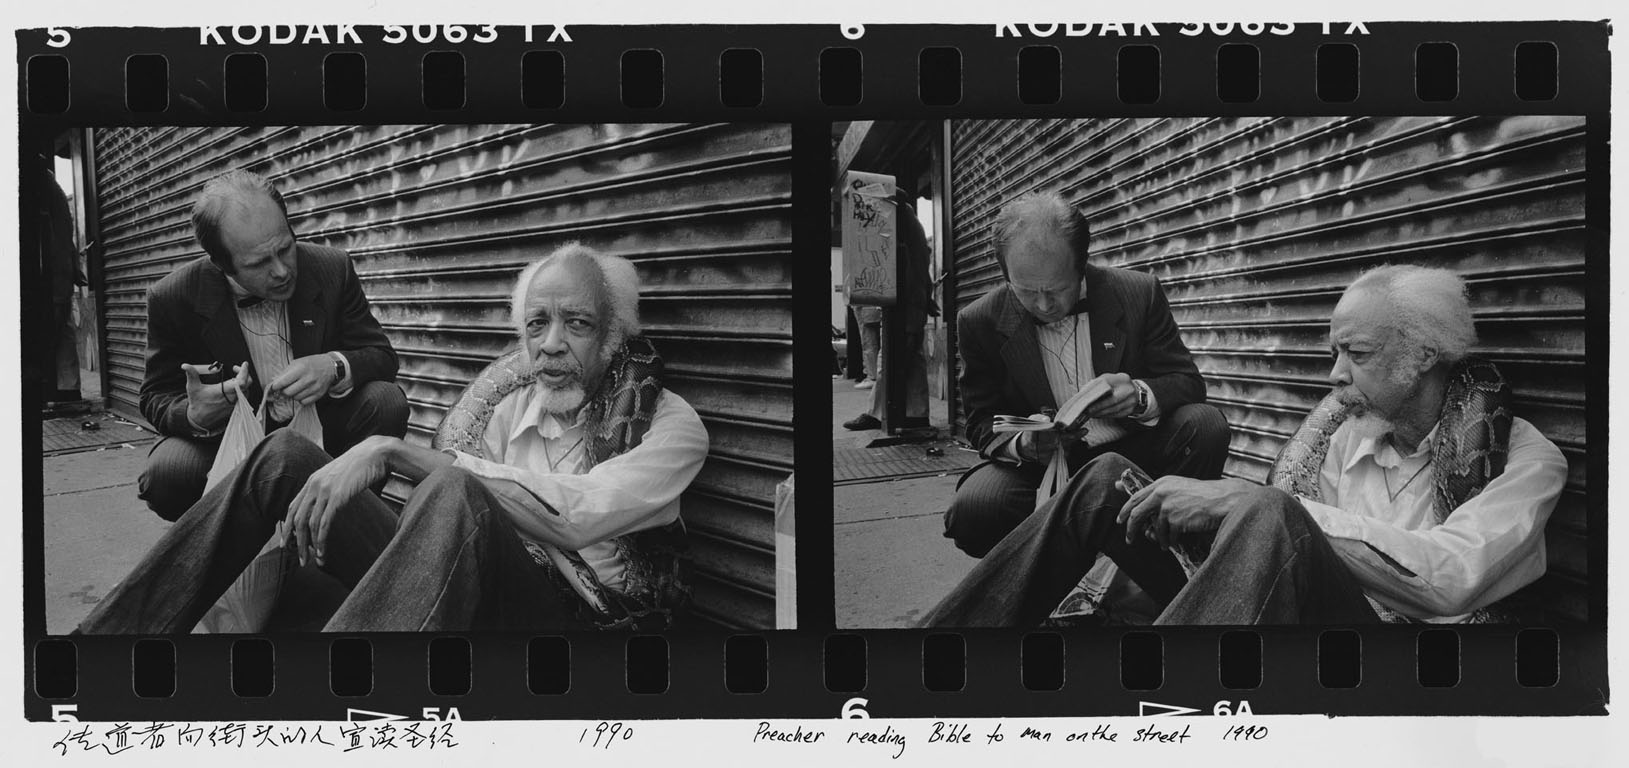 5 KODAK 5063 TX 6 KODAK 5063 TX
5 5A 6 6A
传道者向街头的人宣读圣经 1990 Preacher reading Bible to man on the street 1990